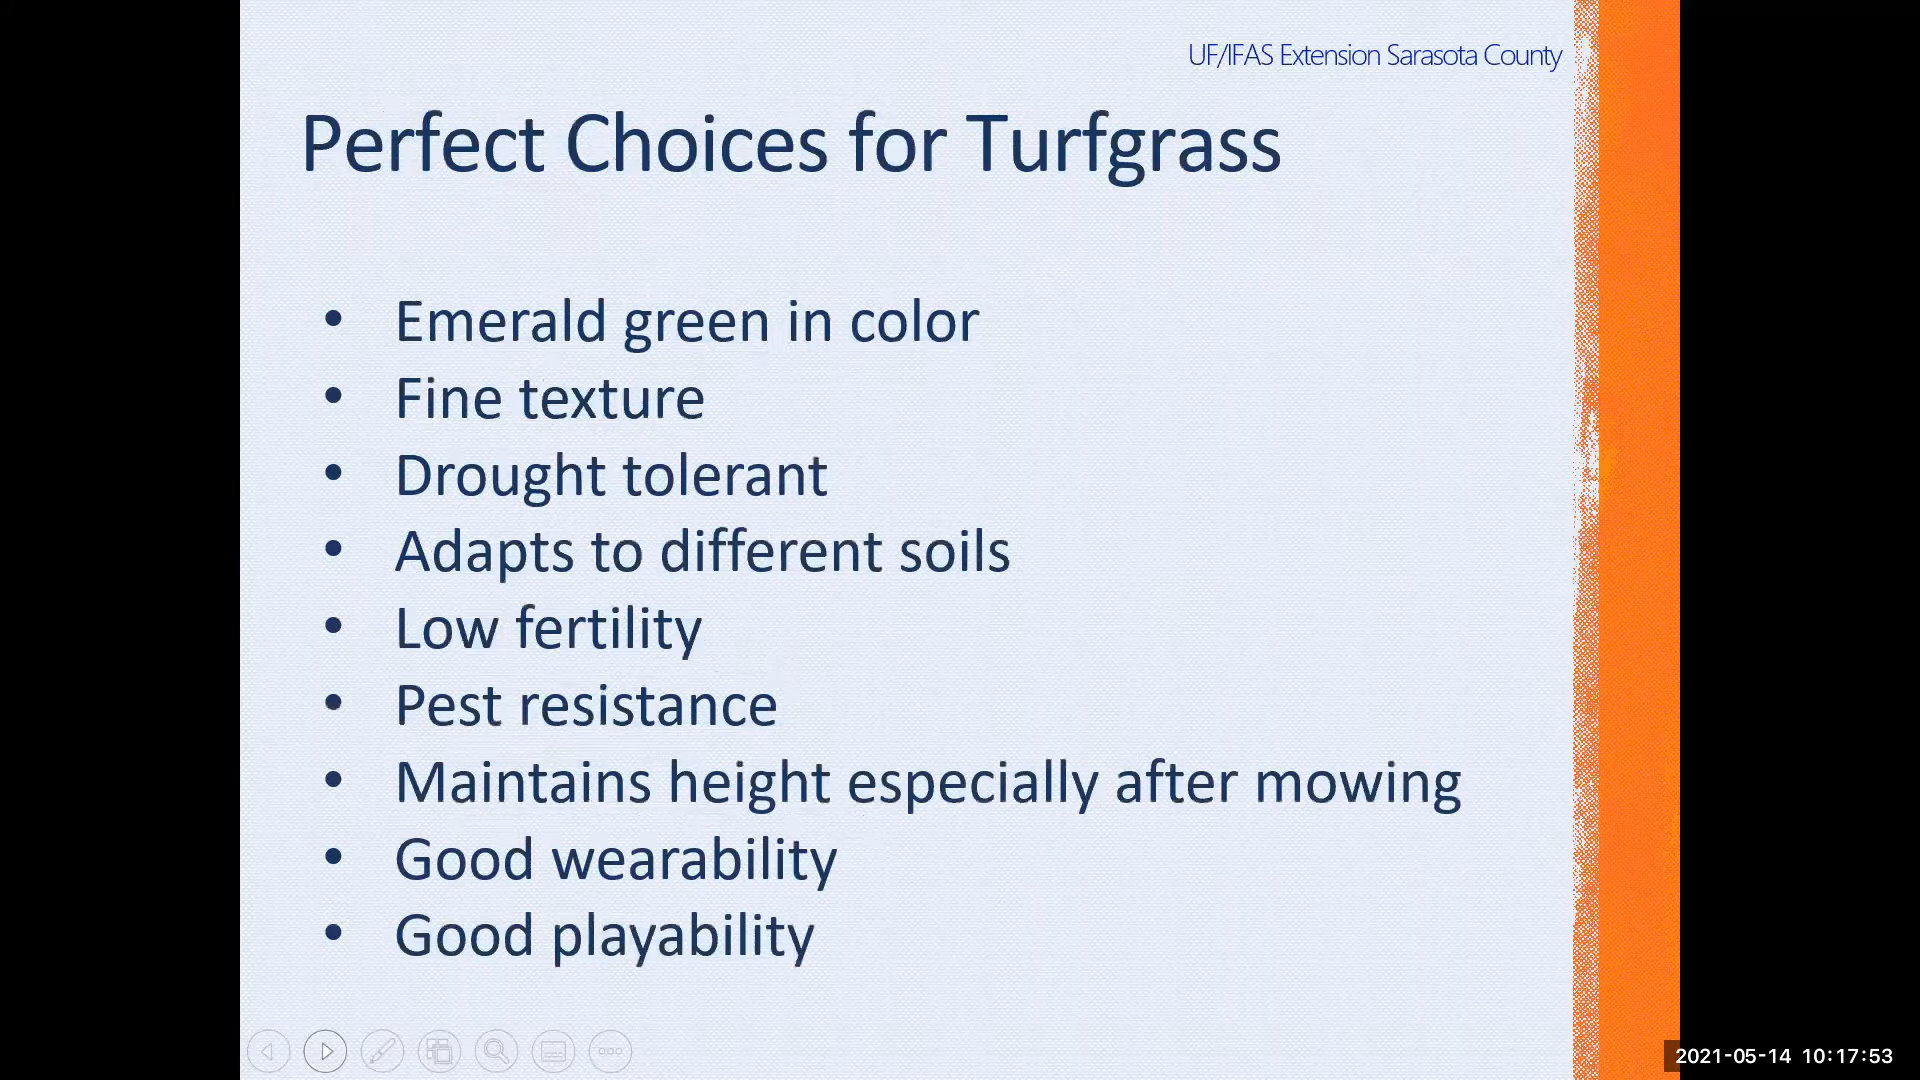 UF/IFAS Extension Sarasota County
Perfect Choices for Turfgrass
• Emerald green in color
• Fine texture
• Drought tolerant
• Adapts to different soils
• Low fertility
• Pest resistance
• Maintains height especially after mowing
• Good wearability
• Good playability
2021-05-14 10:17:53